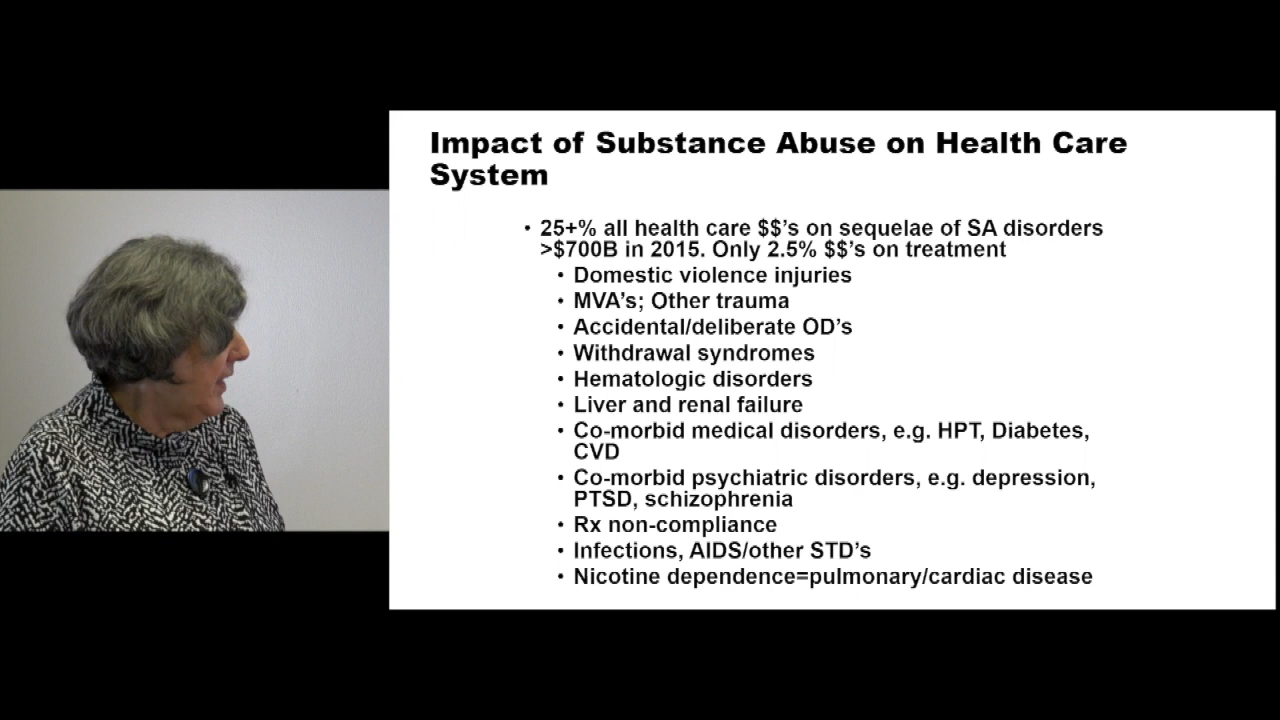 Impact of Substance Abuse on Health Care
System
• 25+% all health care $$'s on sequelae of SA disorders
>$700B in 2015. Only 2.5% $$'s on treatment
• Domestic violence injuries
• MVA's; Other trauma
• Accidental/deliberate OD's
• Withdrawal syndromes
• Hematologic disorders
• Liver and renal failure
• Co-morbid medical disorders, e.g. HPT, Diabetes,
CVD
• Co-morbid psychiatric disorders, e.g. depression,
PTSD, schizophrenia
• Rx non-compliance
• Infections, AIDS/other STD's
• Nicotine dependence=pulmonary/cardiac disease